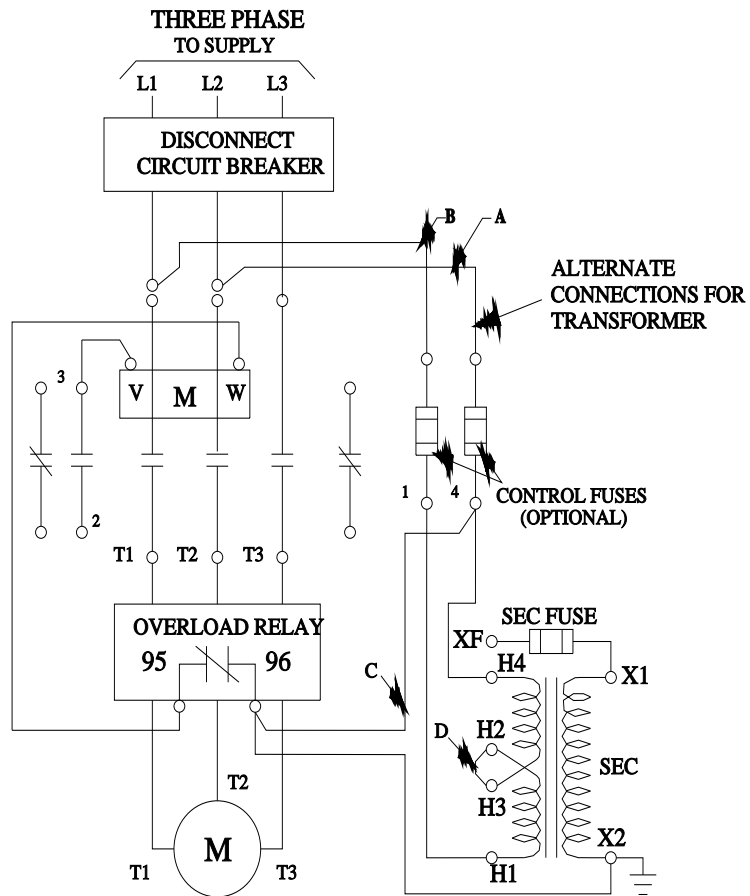 THREE PHASE
TO SUPPLY
L1 L2 L3
DISCONNECT
CIRCUIT BREAKER
B A
ALTERNATE
CONNECTIONS FOR
TRANSFORMER
3
V M W
1 4
CONTROL FUSES
(OPTIONAL)
2
T1 T2 T3
OVERLOAD RELAY
95 96
SEC FUSE
XF
H4 X1
C
D H2
SEC
H3
T2
X2
M
T1 T3
H1